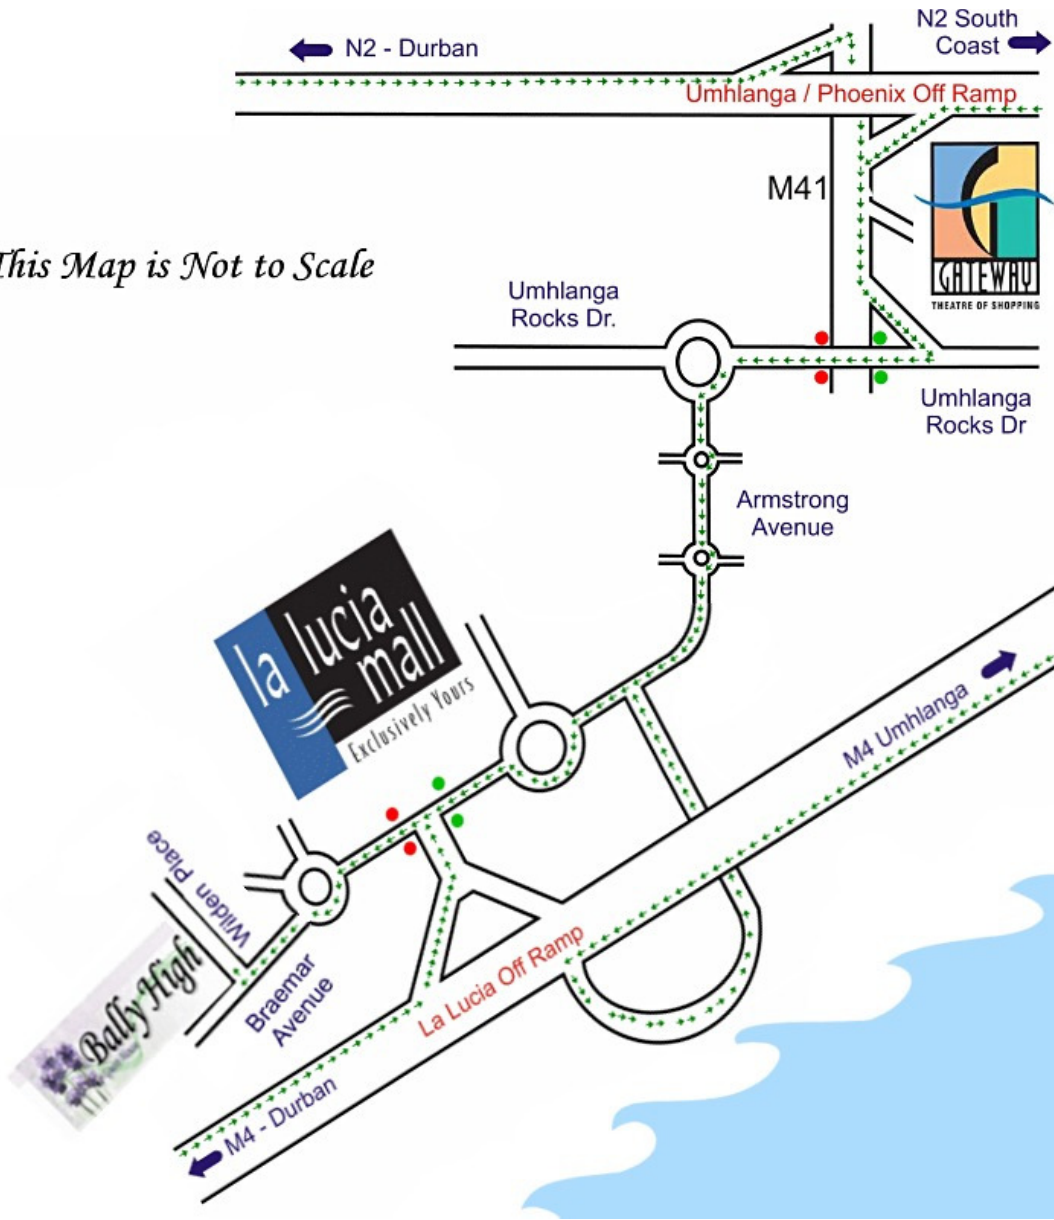 N2 - Durban
N2 South
Coast
Umhlanga / Phoenix Off Ramp
M41
GATEWAY
THEATRE OF SHOPPING
This Map is Not to Scale
Umhlanga
Rocks Dr.
Umhlanga
Rocks Dr
Armstrong
Avenue
la lucia
mall
Exclusively Yours
M4 Umhlanga
Wilden Place
Bally High
Braemar
Avenue
La Lucia Off Ramp
M4 - Durban